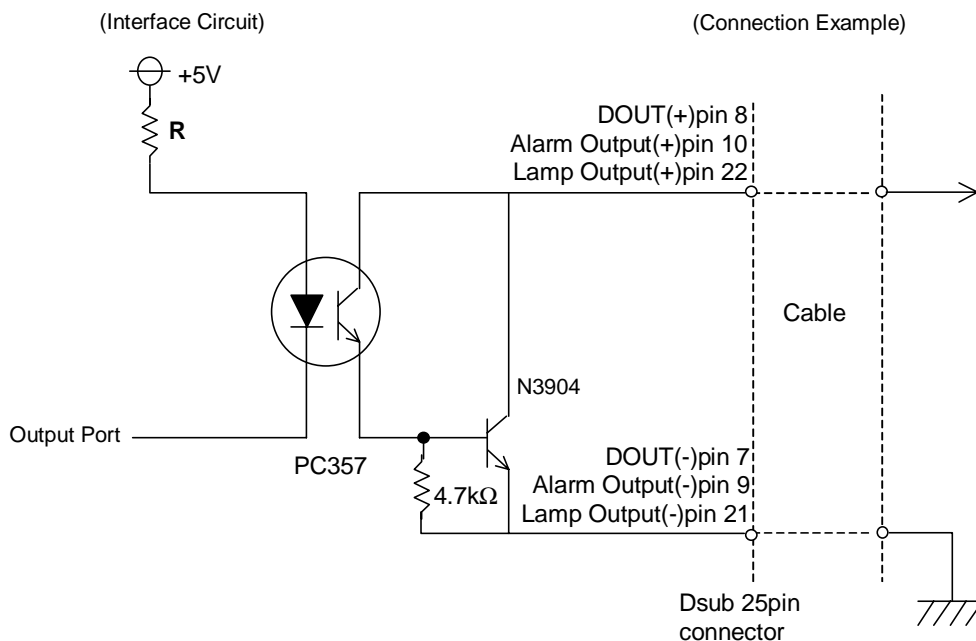 (Interface Circuit)
(Connection Example)
+5V
R
DOUT(+)pin 8
Alarm Output(+)pin 10
Lamp Output(+)pin 22
Cable
N3904
Output Port
PC357
4.7kΩ
DOUT(-)pin 7
Alarm Output(-)pin 9
Lamp Output(-)pin 21
Dsub 25pin
connector